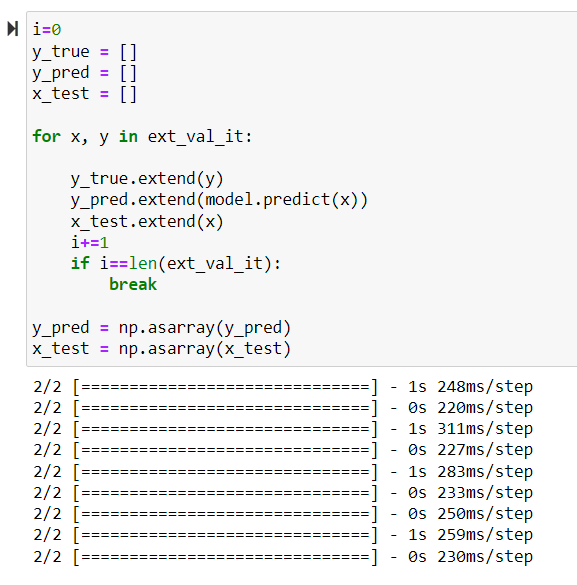 i=0
y_true = []
y_pred = []
x_test = []
for x, y in ext_val_it:
    y_true.extend(y)
    y_pred.extend(model.predict(x))
    x_test.extend(x)
    i+=1
    if i==len(ext_val_it):
        break
y_pred = np.asarray(y_pred)
x_test = np.asarray(x_test)
2/2 [==============================] - 1s 248ms/step
2/2 [==============================] - 0s 220ms/step
2/2 [==============================] - 1s 311ms/step
2/2 [==============================] - 0s 227ms/step
2/2 [==============================] - 1s 283ms/step
2/2 [==============================] - 0s 233ms/step
2/2 [==============================] - 0s 250ms/step
2/2 [==============================] - 1s 259ms/step
2/2 [==============================] - 0s 230ms/step